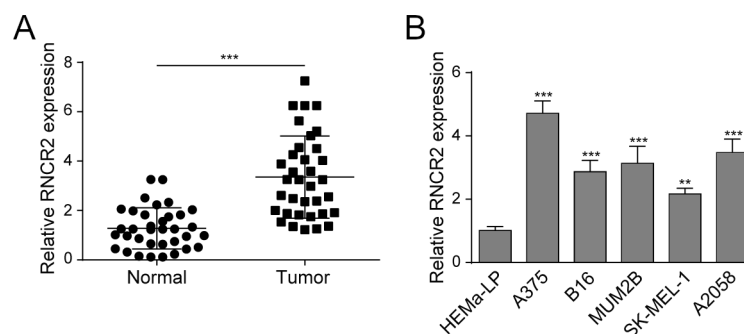 A
Relative RNCR2 expression
8
6
4
2
0
***
Normal
Tumor
B
Relative RNCR2 expression
6
4
2
0
***
***
***
**
***
HEMa-LP
A375
B16
MUM2B
SK-MEL-1
A2058